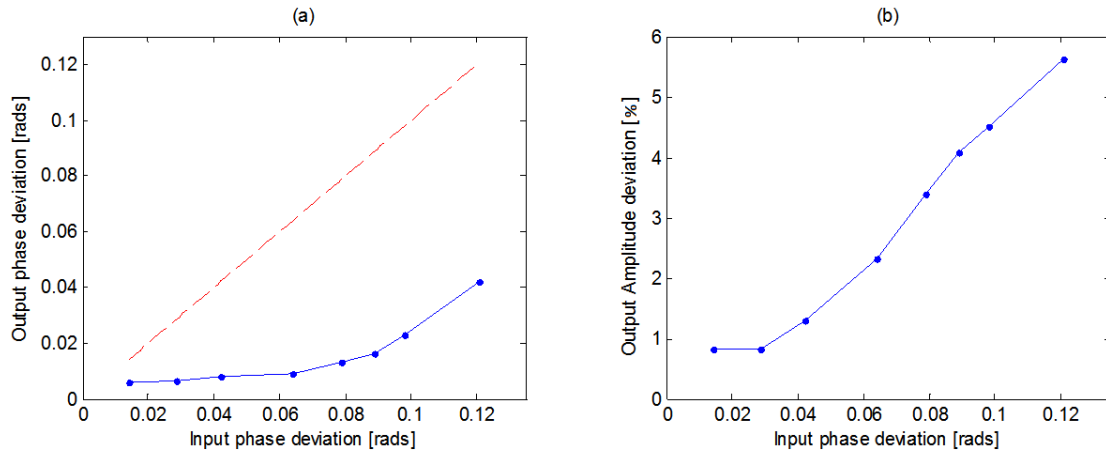 (a)
Output phase deviation [rads]
0.12
0.1
0.08
0.06
0.04
0.02
0
0 0.02 0.04 0.06 0.08 0.1 0.12
Input phase deviation [rads]
(b)
Output Amplitude deviation [%]
6
5
4
3
2
1
0
0 0.02 0.04 0.06 0.08 0.1 0.12
Input phase deviation [rads]